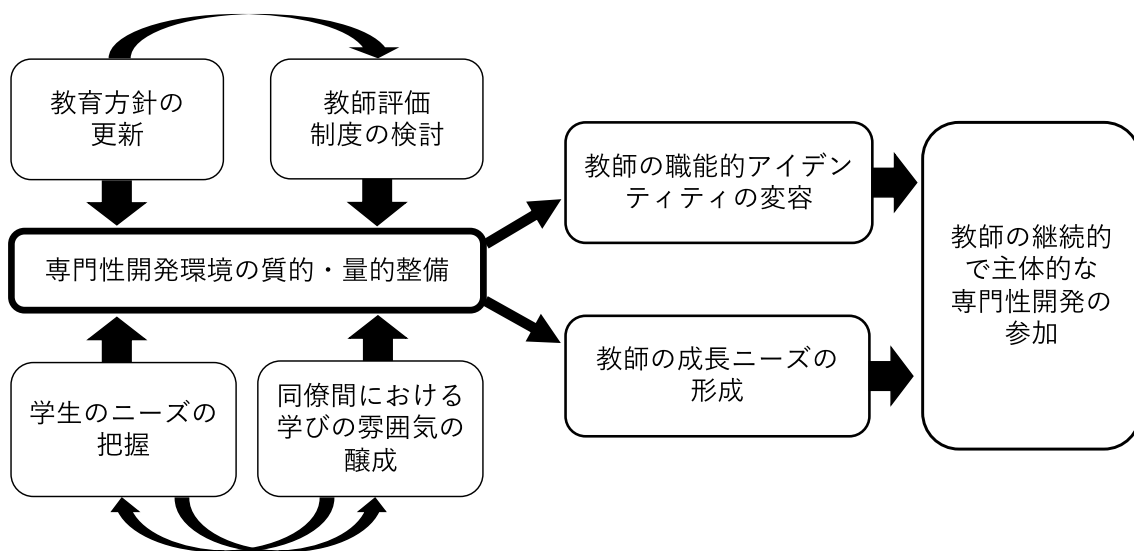 教育方針の
更新
教師評価
制度の検討
専門性開発環境の質的・量的整備
学生のニーズの
把握
同僚間における
学びの雰囲気の
醸成
教師の職能的アイデン
ティティの変容
教師の成長ニーズの
形成
教師の継続的
で主体的な
専門性開発の
参加